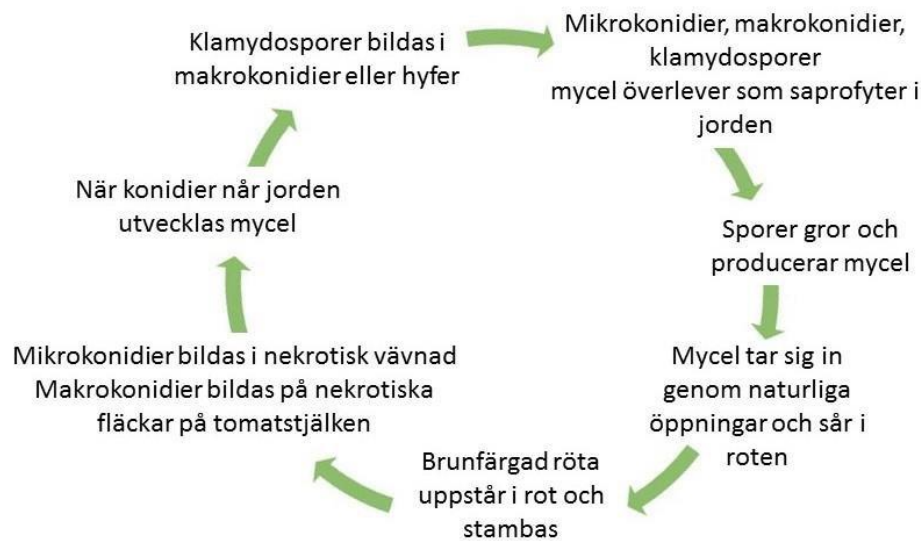 Klamydosporer bildas i
makrokonidier eller hyfer
Mikrokonidier, makrokonidier,
klamydosporer
mycel överlever som saprofyter i
jorden
Sporer gror och
producerar mycel
Mycel tar sig in
genom naturliga
öppningar och sår i
roten
Brunfärgad röta
uppstår i rot och
stambas
Mikrokonidier bildas i nekrotisk vävnad
Makrokonidier bildas på nekrotiska
fläckar på tomatstjälken
När konidier når jorden
utvecklas mycel